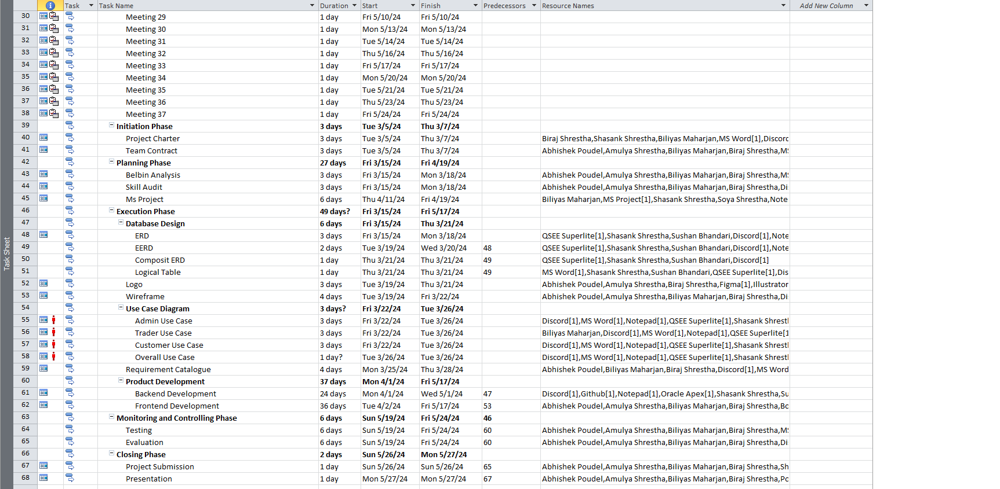 Task Task Name Duration Start Finish Predecessors Resource Names Add New Column
30 Meeting 29 1 day Fri 5/10/24 Fri 5/10/24
31 Meeting 30 1 day Mon 5/13/24 Mon 5/13/24
32 Meeting 31 1 day Tue 5/14/24 Tue 5/14/24
33 Meeting 32 1 day Thu 5/16/24 Thu 5/16/24
34 Meeting 33 1 day Fri 5/17/24 Fri 5/17/24
35 Meeting 34 1 day Mon 5/20/24 Mon 5/20/24
36 Meeting 35 1 day Tue 5/21/24 Tue 5/21/24
37 Meeting 36 1 day Thu 5/23/24 Thu 5/23/24
38 Meeting 37 1 day Fri 5/24/24 Fri 5/24/24
39 Initiation Phase 3 days Tue 3/5/24 Thu 3/7/24
40 Project Charter 3 days Tue 3/5/24 Thu 3/7/24 Biraj Shrestha,Shasank Shrestha,Biliyas Maharjan,MS Word[1],Discorc
41 Team Contract 3 days Tue 3/5/24 Thu 3/7/24 Abhishek Poudel,Amulya Shrestha,Biliyas Maharjan,Biraj Shrestha,MS
42 Planning Phase 27 days Fri 3/15/24 Fri 4/19/24
43 Belbin Analysis 3 days Fri 3/15/24 Mon 3/18/24 Abhishek Poudel,Amulya Shrestha,Biliyas Maharjan,Biraj Shrestha,MS
44 Skill Audit 3 days Fri 3/15/24 Mon 3/18/24 Abhishek Poudel,Amulya Shrestha,Biliyas Maharjan,Biraj Shrestha,Di
45 Ms Project 6 days Thu 4/11/24 Fri 4/19/24 Biliyas Maharjan,MS Project[1],Shasank Shrestha,Soya Shrestha,Note
46 Execution Phase 49 days? Fri 3/15/24 Fri 5/17/24
47 Database Design 6 days Fri 3/15/24 Thu 3/21/24
48 ERD 3 days Fri 3/15/24 Mon 3/18/24 QSEE Superlite[1],Shasank Shrestha,Sushan Bhandari,Discord[1],Note
49 EERD 2 days Tue 3/19/24 Wed 3/20/24 48 QSEE Superlite[1],Shasank Shrestha,Sushan Bhandari,Discord[1],Note
50 Composit ERD 1 day Thu 3/21/24 Thu 3/21/24 49 QSEE Superlite[1],Shasank Shrestha,Sushan Bhandari,Discord[1]
51 Logical Table 1 day Thu 3/21/24 Thu 3/21/24 49 MS Word[1],Shasank Shrestha,Sushan Bhandari,QSEE Superlite[1],Dis
52 Logo 3 days Tue 3/19/24 Thu 3/21/24 Abhishek Poudel,Amulya Shrestha,Biraj Shrestha,Figma[1],Illustrator
53 Wireframe 4 days Tue 3/19/24 Fri 3/22/24 Abhishek Poudel,Amulya Shrestha,Biliyas Maharjan,Biraj Shrestha,Di
54 Use Case Diagram 3 days? Fri 3/22/24 Tue 3/26/24
55 Admin Use Case 3 days Fri 3/22/24 Tue 3/26/24 Discord[1],MS Word[1],Notepad[1],QSEE Superlite[1],Shasank Shrestl
56 Trader Use Case 3 days Fri 3/22/24 Tue 3/26/24 Biliyas Maharjan,Discord[1],MS Word[1],Notepad[1],QSEE Superlite[1
57 Customer Use Case 3 days Fri 3/22/24 Tue 3/26/24 Discord[1],MS Word[1],Notepad[1],QSEE Superlite[1],Shasank Shrestl
58 Overall Use Case 1 day? Tue 3/26/24 Tue 3/26/24 Discord[1],MS Word[1],Notepad[1],QSEE Superlite[1],Shasank Shrestl
59 Requirement Catalogue 4 days Mon 3/25/24 Thu 3/28/24 Abhishek Poudel,Biliyas Maharjan,Biraj Shrestha,Discord[1],MS Word
60 Product Development 37 days Mon 4/1/24 Fri 5/17/24
61 Backend Development 24 days Mon 4/1/24 Wed 5/1/24 47 Discord[1],Github[1],Notepad[1],Oracle Apex[1],Shasank Shrestha,Su
62 Frontend Development 36 days Tue 4/2/24 Fri 5/17/24 53 Abhishek Poudel,Amulya Shrestha,Biliyas Maharjan,Biraj Shrestha,Bc
63 Monitoring and Controlling Phase 6 days Sun 5/19/24 Fri 5/24/24 46
64 Testing 6 days Sun 5/19/24 Fri 5/24/24 60 Abhishek Poudel,Amulya Shrestha,Biliyas Maharjan,Biraj Shrestha,MS
65 Evaluation 6 days Sun 5/19/24 Fri 5/24/24 60 Abhishek Poudel,Amulya Shrestha,Biliyas Maharjan,Biraj Shrestha,Di
66 Closing Phase 2 days Sun 5/26/24 Mon 5/27/24
67 Project Submission 1 day Sun 5/26/24 Sun 5/26/24 65 Abhishek Poudel,Amulya Shrestha,Biliyas Maharjan,Biraj Shrestha,Sh
68 Presentation 1 day Mon 5/27/24 Mon 5/27/24 67 Abhishek Poudel,Amulya Shrestha,Biliyas Maharjan,Biraj Shrestha,Pc
Task Sheet